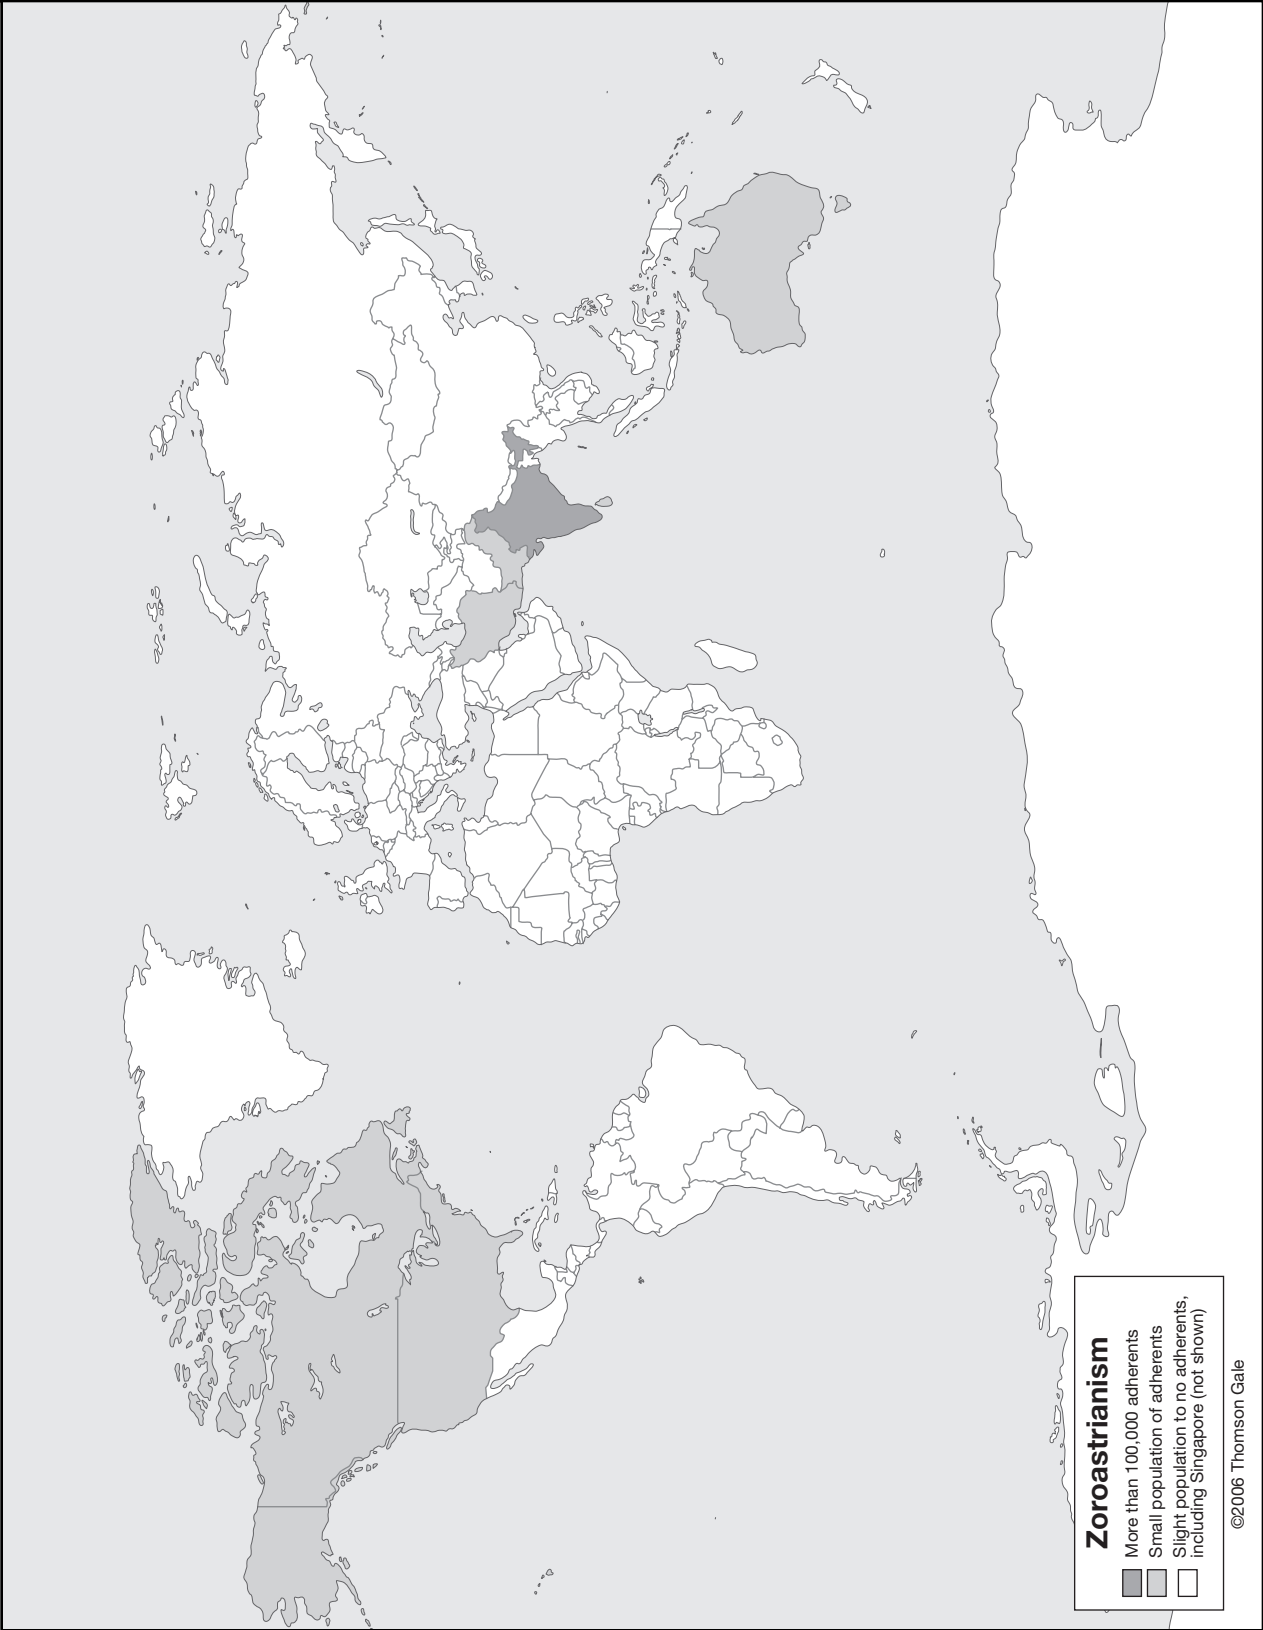 Zoroastrianism
More than 100,000 adherents
Small population of adherents
Slight population to no adherents,
including Singapore (not shown)
©2006 Thomson Gale